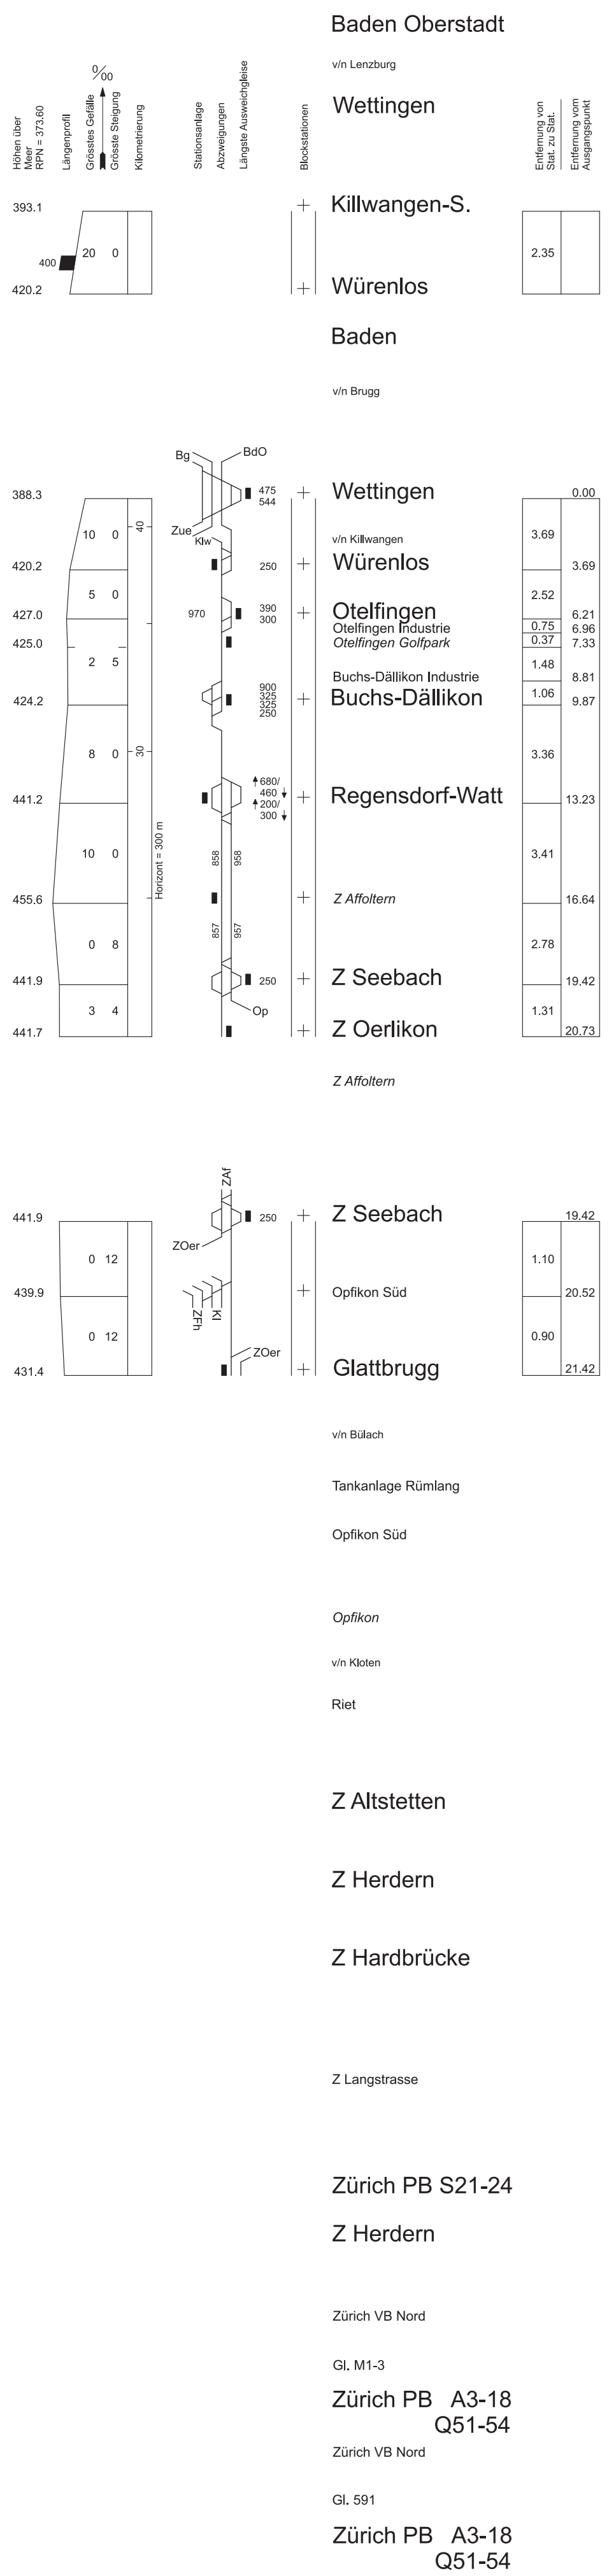 Baden Oberstadt
v/n Lenzburg
Wettingen
Höhen über
Meer
RPN = 373.60
Längenprofil
Grösstes Gefälle
0/00
Grösste Steigung
Kilometrierung
Stationsanlage
Abzweigungen
Längste Ausweichgleise
Blockstationen
Entfernung von
Stat. zu Stat.
Entfernung vom
Ausgangspunkt
393.1 Killwangen-S.
400 20 0 2.35
420.2 Würenlos
Baden
v/n Brugg
Bg BdO
388.3 475 Wettingen 0.00
544
Zue
Klw
10 0 40 v/n Killwangen 3.69
420.2 250 Würenlos 3.69
5 0 2.52
427.0 970 390 Otelfingen 6.21
300 Otelfingen Industrie 0.75 6.96
425.0 Otelfingen Golfpark 0.37 7.33
2 5 1.48
Buchs-Dällikon Industrie 8.81
900
424.2 325 Buchs-Dällikon 1.06 9.87
325
250
8 0 30 3.36
680/
441.2 460 Regensdorf-Watt 13.23
200/
300
10 0 Horizont = 300 m 858 958 3.41
455.6 Z Affoltern 16.64
0 8 857 957 2.78
441.9 250 Z Seebach 19.42
3 4 Op 1.31
441.7 Z Oerlikon 20.73
Z Affoltern
ZAf
441.9 250 Z Seebach 19.42
ZOer
0 12 1.10
439.9 Opfikon Süd 20.52
ZFh Kl
0 12 0.90
ZOer
431.4 Glattbrugg 21.42
v/n Bülach
Tankanlage Rümlang
Opfikon Süd
Opfikon
v/n Kloten
Riet
Z Altstetten
Z Herdern
Z Hardbrücke
Z Langstrasse
Zürich PB S21-24
Z Herdern
Zürich VB Nord
Gl. M1-3
Zürich PB A3-18
Q51-54
Zürich VB Nord
Gl. 591
Zürich PB A3-18
Q51-54